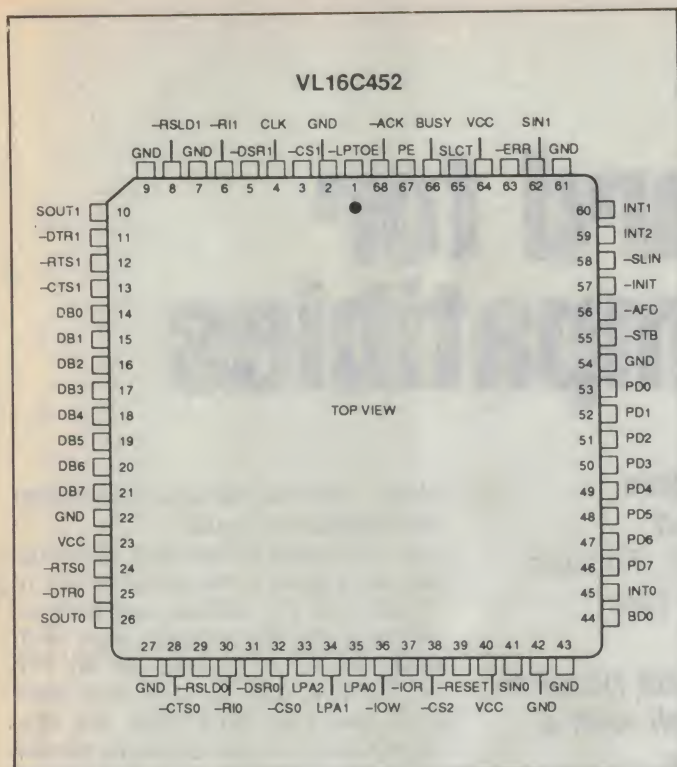 VL16C452
-RSLD1 -RI1 CLK GND -ACK BUSY VCC SIN1
GND GND -DSR1 -CS1 -LPTOE PE SLCT -ERR GND
9 8 7 6 5 4 3 2 1 68 67 66 65 64 63 62 61
SOUT1 10 60 INT1
-DTR1 11 59 INT2
-RTS1 12 58 -SLIN
-CTS1 13 57 -INIT
DB0 14 56 -AFD
DB1 15 55 -STB
DB2 16 54 GND
DB3 17 53 PD0
DB4 18 TOP VIEW 52 PD1
DB5 19 51 PD2
DB6 20 50 PD3
DB7 21 49 PD4
GND 22 48 PD5
VCC 23 47 PD6
-RTS0 24 46 PD7
-DTR0 25 45 INT0
SOUT0 26 44 BD0
27 28 29 30 31 32 33 34 35 36 37 38 39 40 41 42 43
GND -RSLD0 -DSR0 LPA2 LPA0 -IOR -RESET SIN0 GND
-CTS0 -RI0 -CS0 LPA1 -IOW -CS2 VCC GND